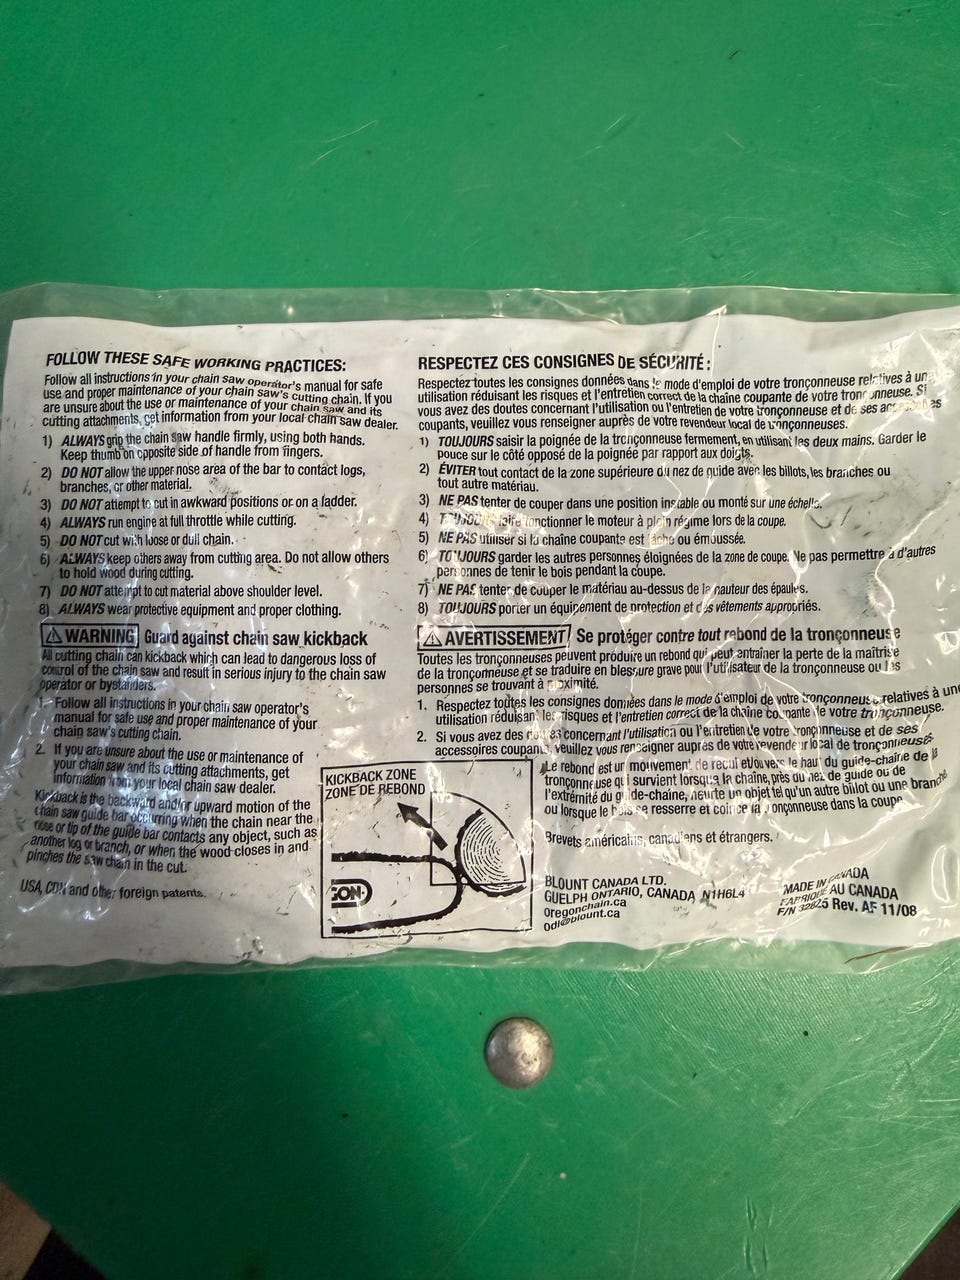 FOLLOW THESE SAFE WORKING PRACTICES:
Follow all instructions in your chain saw operator's manual for safe
use and proper maintenance of your chain saw's cutting chain. If you
are unsure about the use or maintenance of your chain saw and its
cutting attachments, get information from your local chain saw dealer.
1) ALWAYS grip the chain saw handle firmly, using both hands.
Keep thumb on opposite side of handle from fingers.
2) DO NOT allow the upper nose area of the bar to contact logs,
branches, or other material.
3) DO NOT attempt to cut in awkward positions or on a ladder.
4) ALWAYS run engine at full throttle while cutting.
5) DO NOT cut with loose or dull chain.
6) ALWAYS keep others away from cutting area. Do not allow others
to hold wood during cutting.
7) DO NOT attempt to cut material above shoulder level.
8) ALWAYS wear protective equipment and proper clothing.
WARNING Guard against chain saw kickback
All cutting chain can kickback which can lead to dangerous loss of
control of the chain saw and result in serious injury to the chain saw
operator or bystanders.
1. Follow all instructions in your chain saw operator's
manual for safe use and proper maintenance of your
chain saw's cutting chain.
2. If you are unsure about the use or maintenance of
your chain saw and its cutting attachments, get
information from your local chain saw dealer.
Kickback is the backward and/or upward motion of the
chain saw guide bar occurring when the chain near the
nose or tip of the guide bar contacts any object, such as
another log or branch, or when the wood closes in and
pinches the saw chain in the cut.
USA, CDN and other foreign patents.
KICKBACK ZONE
ZONE DE REBOND
RESPECTEZ CES CONSIGNES DE SÉCURITÉ :
Respectez toutes les consignes données dans le mode d'emploi de votre tronçonneuse relatives à une
utilisation réduisant les risques et l'entretien correct de la chaîne coupante de votre tronçonneuse. Si
vous avez des doutes concernant l'utilisation ou l'entretien de votre tronçonneuse et de ses accessoires
coupants, veuillez vous renseigner auprès de votre revendeur local de tronçonneuses.
1) TOUJOURS saisir la poignée de la tronçonneuse fermement, en utilisant les deux mains. Garder le
pouce sur le côté opposé de la poignée par rapport aux doigts.
2) ÉVITER tout contact de la zone supérieure du nez de guide avec les billots, les branches ou
tout autre matériau.
3) NE PAS tenter de couper dans une position instable ou monté sur une échelle.
4) TOUJOURS faire fonctionner le moteur à plein régime lors de la coupe.
5) NE PAS utiliser si la chaîne coupante est lâche ou émoussée.
6) TOUJOURS garder les autres personnes éloignées de la zone de coupe. Ne pas permettre à d'autres
personnes de tenir le bois pendant la coupe.
7) NE PAS tenter de couper le matériau au-dessus de la hauteur des épaules.
8) TOUJOURS porter un équipement de protection et des vêtements appropriés.
AVERTISSEMENT Se protéger contre tout rebond de la tronçonneuse
Toutes les tronçonneuses peuvent produire un rebond qui peut entraîner la perte de la maîtrise
de la tronçonneuse et se traduire en blessure grave pour l'utilisateur de la tronçonneuse ou les
personnes se trouvant à proximité.
1. Respectez toutes les consignes données dans le mode d'emploi de votre tronçonneuse relatives à une
utilisation réduisant les risques et l'entretien correct de la chaîne coupante de votre tronçonneuse.
2. Si vous avez des doutes concernant l'utilisation ou l'entretien de votre tronçonneuse et de ses
accessoires coupants, veuillez vous renseigner auprès de votre revendeur local de tronçonneuses.
Le rebond est un mouvement de recul et/ou vers le haut du guide-chaîne de la
tronçonneuse qui survient lorsque la chaîne, près du nez de guide ou de
l'extrémité du guide-chaîne, heurte un objet tel qu'un autre billot ou une branche
ou lorsque le bois se resserre et coince la tronçonneuse dans la coupe.
Brevets américains, canadiens et étrangers.
BLOUNT CANADA LTD.
GUELPH ONTARIO, CANADA N1H6L4
oregonchain.ca
odl@blount.ca
MADE IN CANADA
FABRIQUÉ AU CANADA
F/N 32625 Rev. AF 11/08